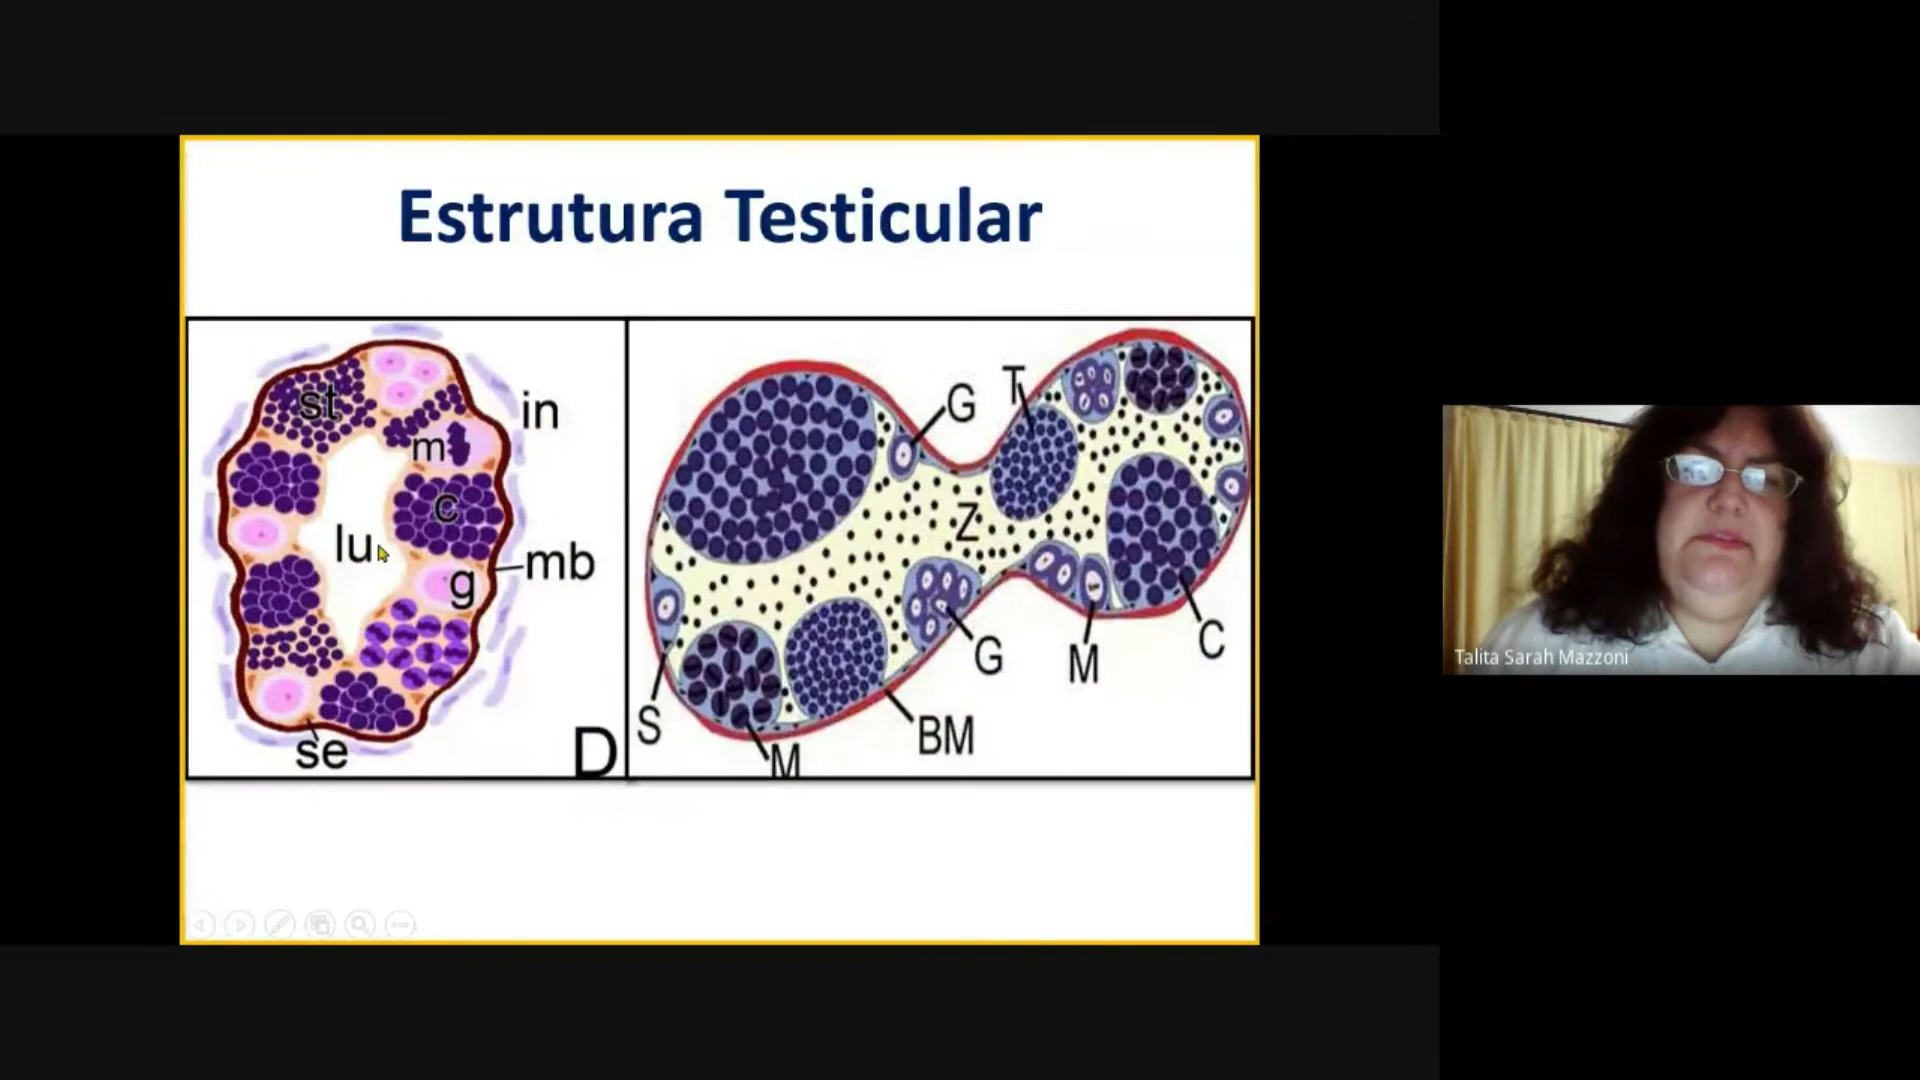 Estrutura Testicular
st
in
m
c
lu
g
mb
se
D
G
T
Z
G
M
C
S
M
BM
Talita Sarah Mazzoni